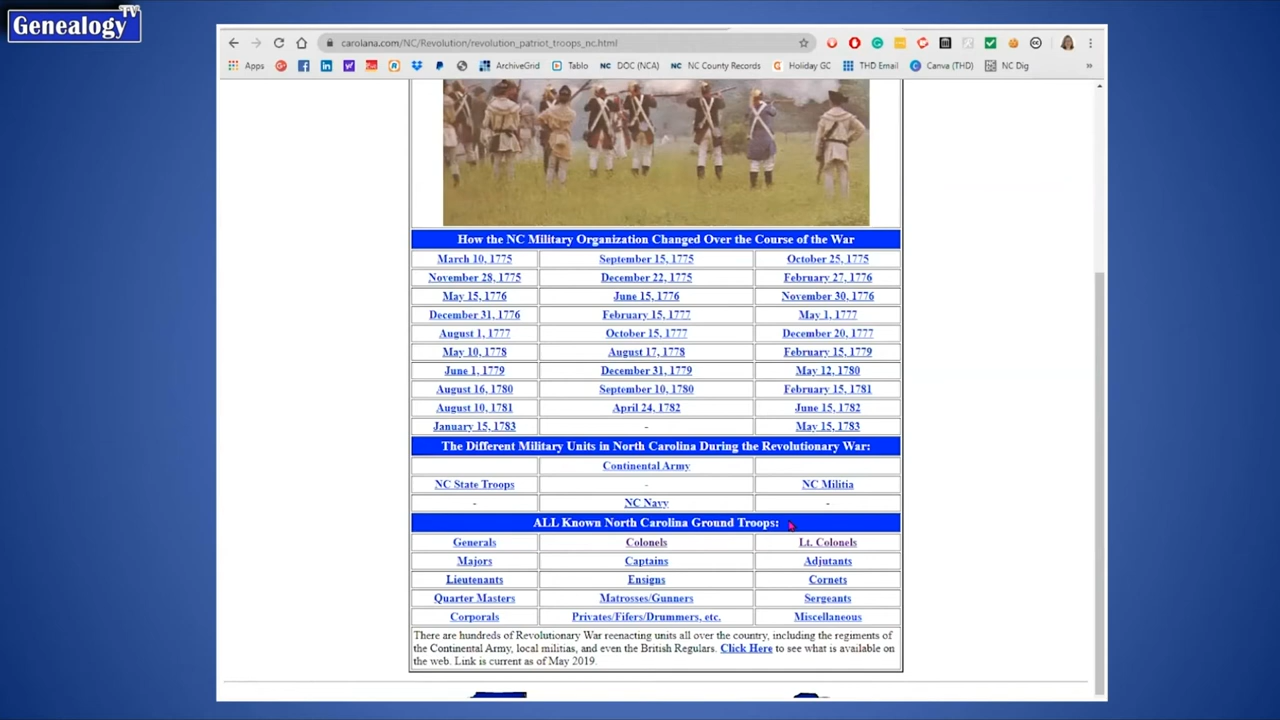 Genealogy TV
carolana.com/NC/Revolution/revolution_patriot_troops_nc.html
Apps ArchiveGrid Tablo NC DOC (NCA) NC NC County Records Holiday GC THD Email Canva (THD) NC Dig »
How the NC Military Organization Changed Over the Course of the War
March 10, 1775 September 15, 1775 October 25, 1775
November 28, 1775 December 22, 1775 February 27, 1776
May 15, 1776 June 15, 1776 November 30, 1776
December 31, 1776 February 15, 1777 May 1, 1777
August 1, 1777 October 15, 1777 December 20, 1777
May 10, 1778 August 17, 1778 February 15, 1779
June 1, 1779 December 31, 1779 May 12, 1780
August 16, 1780 September 10, 1780 February 15, 1781
August 10, 1781 April 24, 1782 June 15, 1782
January 15, 1783 - May 15, 1783
The Different Military Units in North Carolina During the Revolutionary War:
Continental Army
NC State Troops - NC Militia
- NC Navy -
ALL Known North Carolina Ground Troops:
Generals Colonels Lt. Colonels
Majors Captains Adjutants
Lieutenants Ensigns Cornets
Quarter Masters Matrosses/Gunners Sergeants
Corporals Privates/Fifers/Drummers, etc. Miscellaneous
There are hundreds of Revolutionary War reenacting units all over the country, including the regiments of
the Continental Army, local militias, and even the British Regulars. Click Here to see what is available on
the web. Link is current as of May 2019.